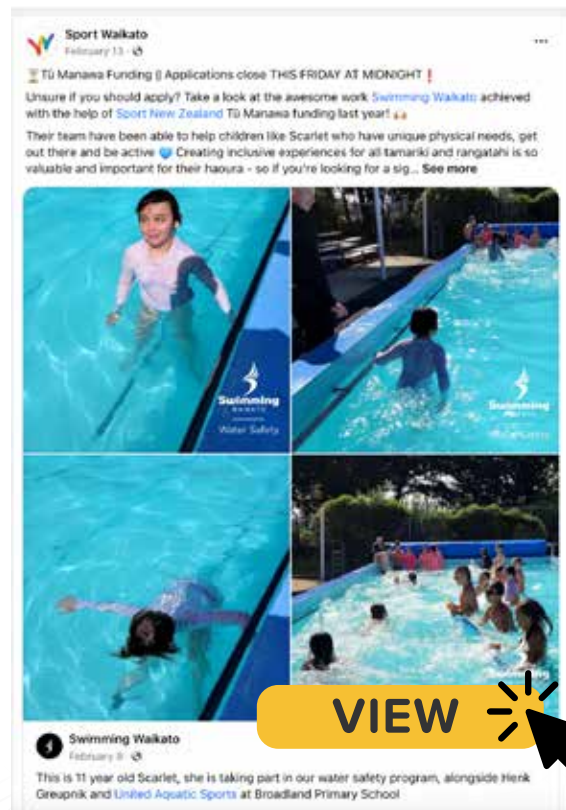 Sport Waikato
February 13
Tū Manawa Funding || Applications close THIS FRIDAY AT MIDNIGHT
Unsure if you should apply? Take a look at the awesome work Swimming Waikato achieved
with the help of Sport New Zealand Tū Manawa funding last year!
Their team have been able to help children like Scarlet who have unique physical needs, get
out there and be active Creating inclusive experiences for all tamariki and rangatahi is so
valuable and important for their haoura - so if you're looking for a sig... See more
Swimming
WAIKATO
Water Safety
Swimming
Water Safety
VIEW
Swimming Waikato
February 9
This is 11 year old Scarlet, she is taking part in our water safety program, alongside Henk
Greupnik and United Aquatic Sports at Broadland Primary School